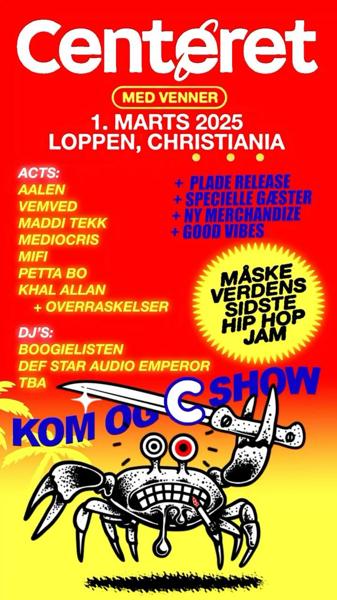 Centøret
MED VENNER
1. MARTS 2025
LOPPEN, CHRISTIANIA
ACTS:
AALEN
VEMVED
MADDI TEKK
MEDIOCRIS
MIFI
PETTA BO
KHAL ALLAN
+ OVERRASKELSER
+ PLADE RELEASE
+ SPECIELLE GÆSTER
+ NY MERCHANDIZE
+ GOOD VIBES
MÅSKE
VERDENS
SIDSTE
HIP HOP
JAM
DJ'S:
BOOGIELISTEN
DEF STAR AUDIO EMPEROR
TBA
KOM OG C SHOW